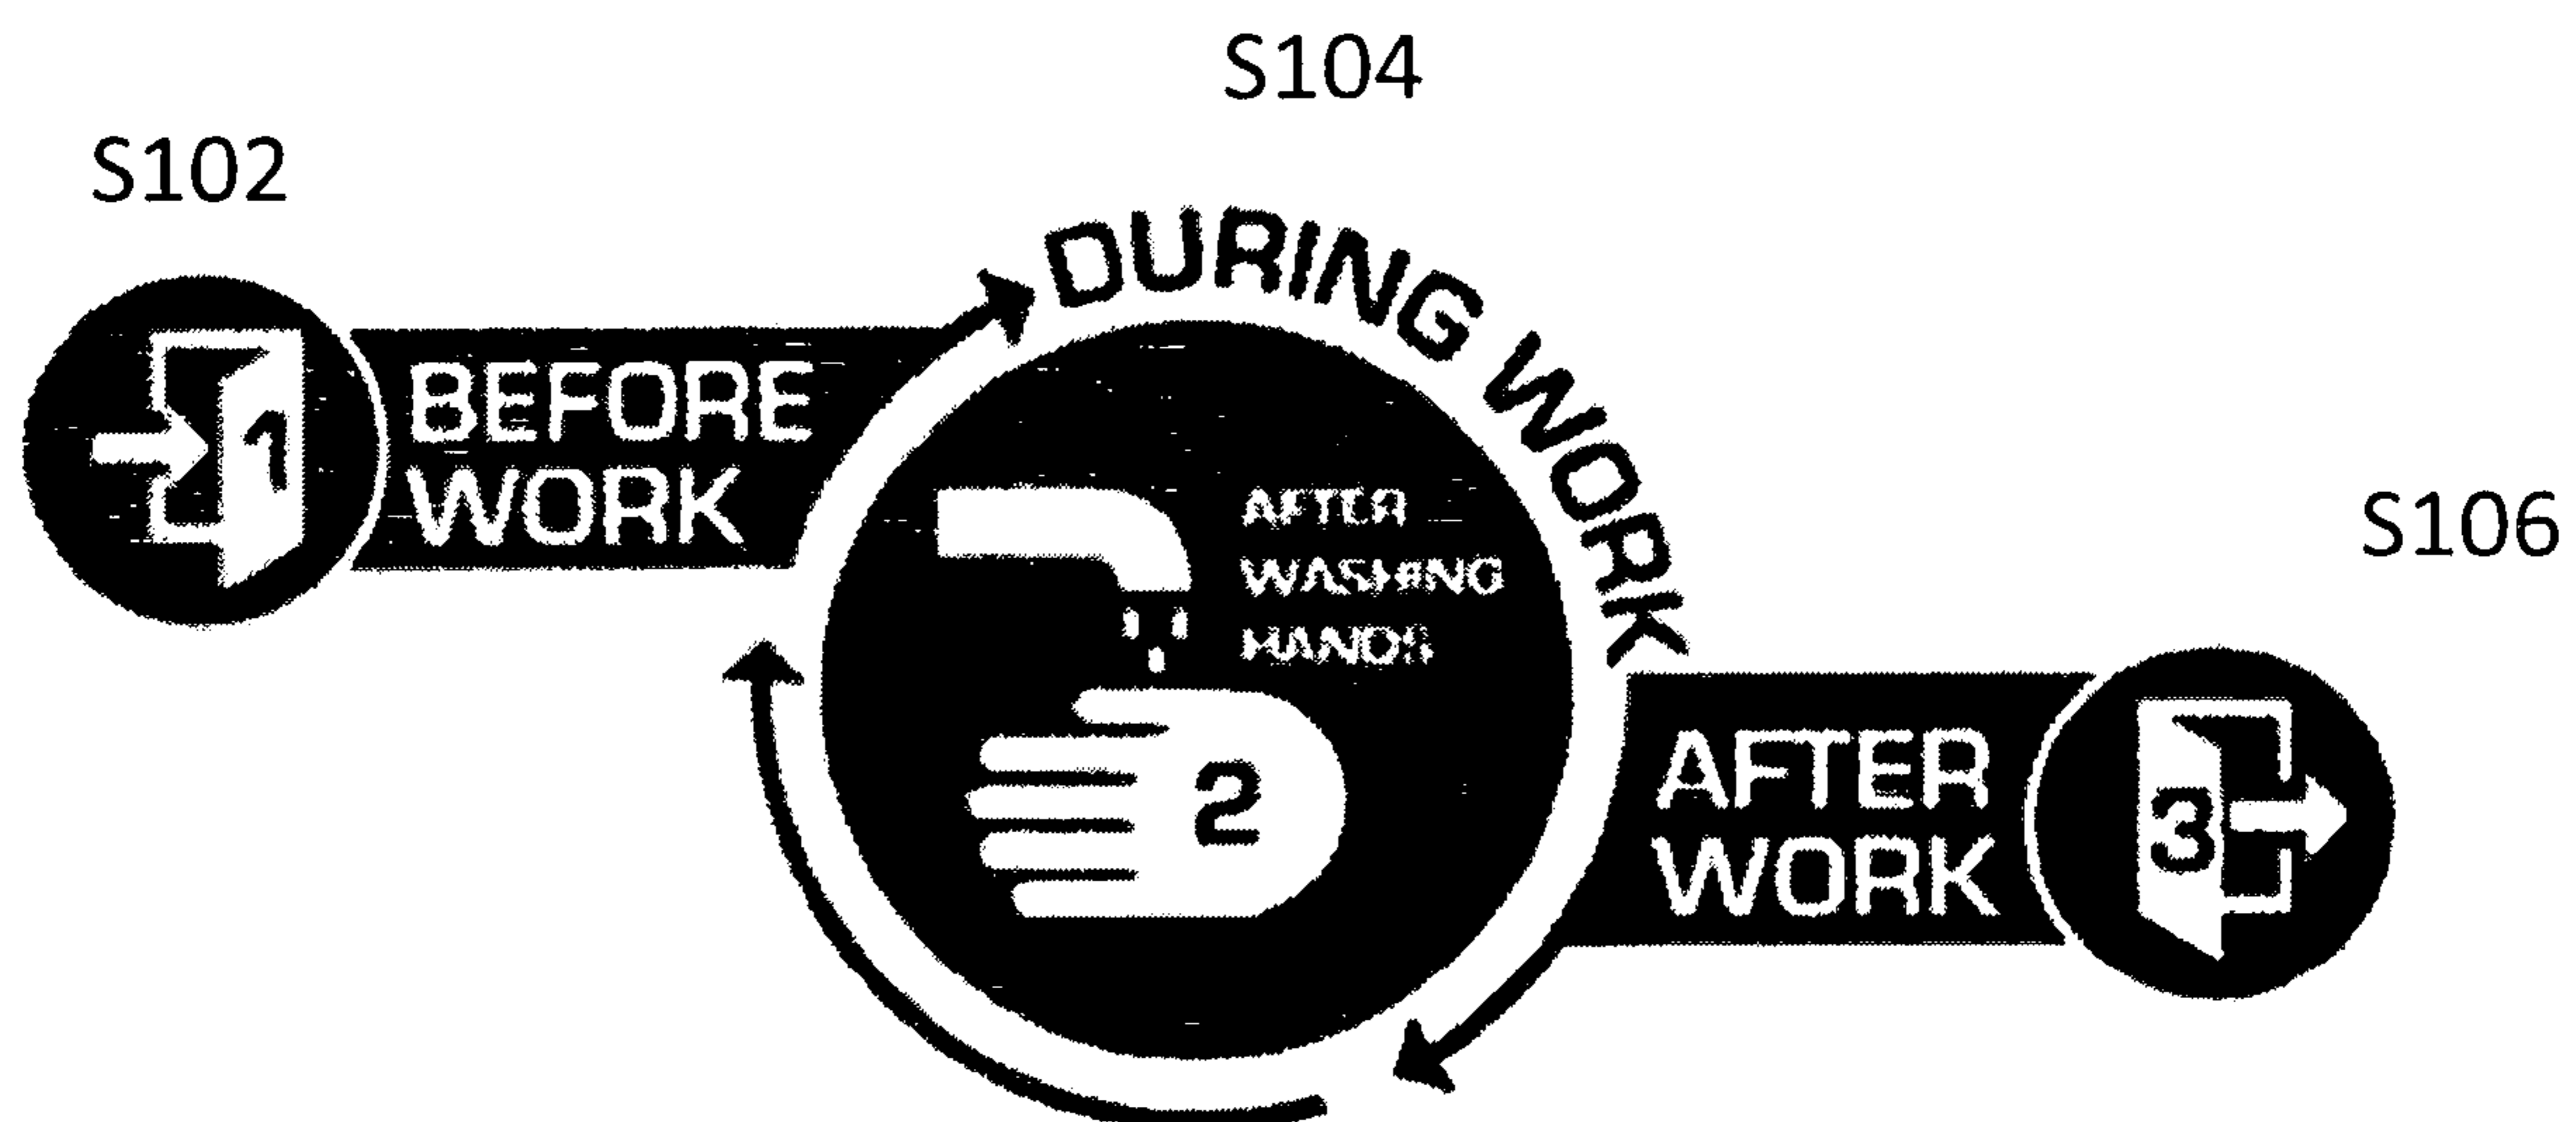 S104
S102
DURING WORK
1
BEFORE
WORK
AFTER
WASHING
HANDS
2
S106
AFTER
WORK
3